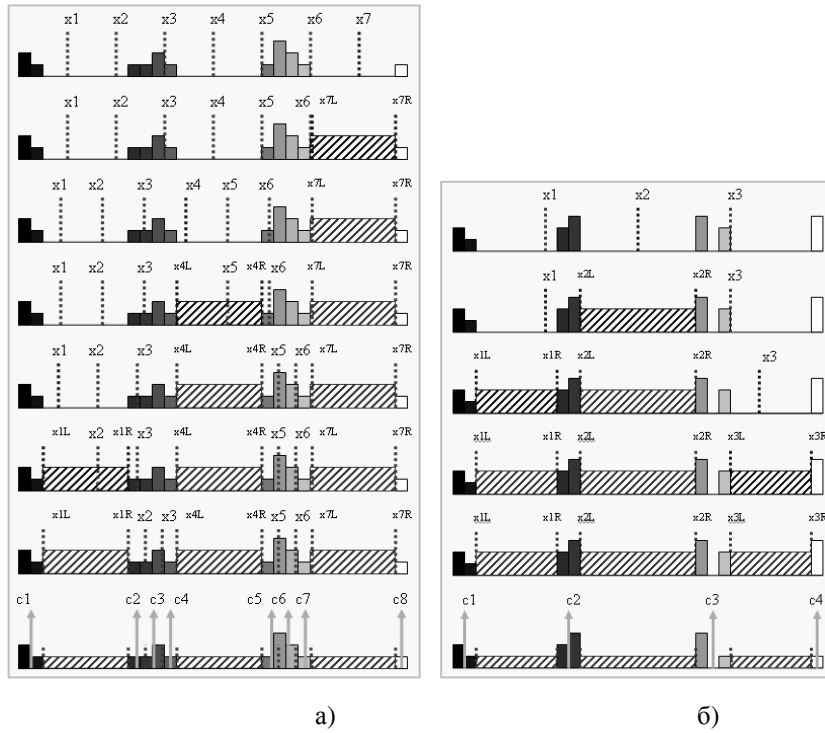 x1 x2 x3 x4 x5 x6 x7
x1 x2 x3 x4 x5 x6 x7L x7R
x1 x2 x3 x4 x5 x6 x7L x7R
x1 x2 x3 x4L x5 x4R x6 x7L x7R
x1 x2 x3 x4L x4R x5 x6 x7L x7R
x1L x2 x1R x3 x4L x4R x5 x6 x7L x7R
x1L x1R x2 x3 x4L x4R x5 x6 x7L x7R
c1 c2 c3 c4 c5 c6 c7 c8
а)
x1 x2 x3
x1 x2L x2R x3
x1L x1R x2L x2R x3
x1L x1R x2L x2R x3L x3R
x1L x1R x2L x2R x3L x3R
c1 c2 c3 c4
б)